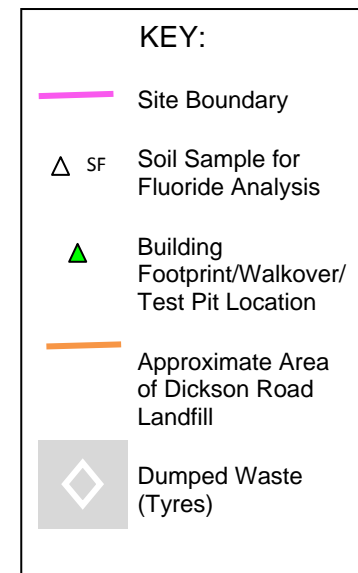 KEY:
Site Boundary
SF
Soil Sample for
Fluoride Analysis
Building
Footprint/Walkover/
Test Pit Location
Approximate Area
of Dickson Road
Landfill
Dumped Waste
(Tyres)